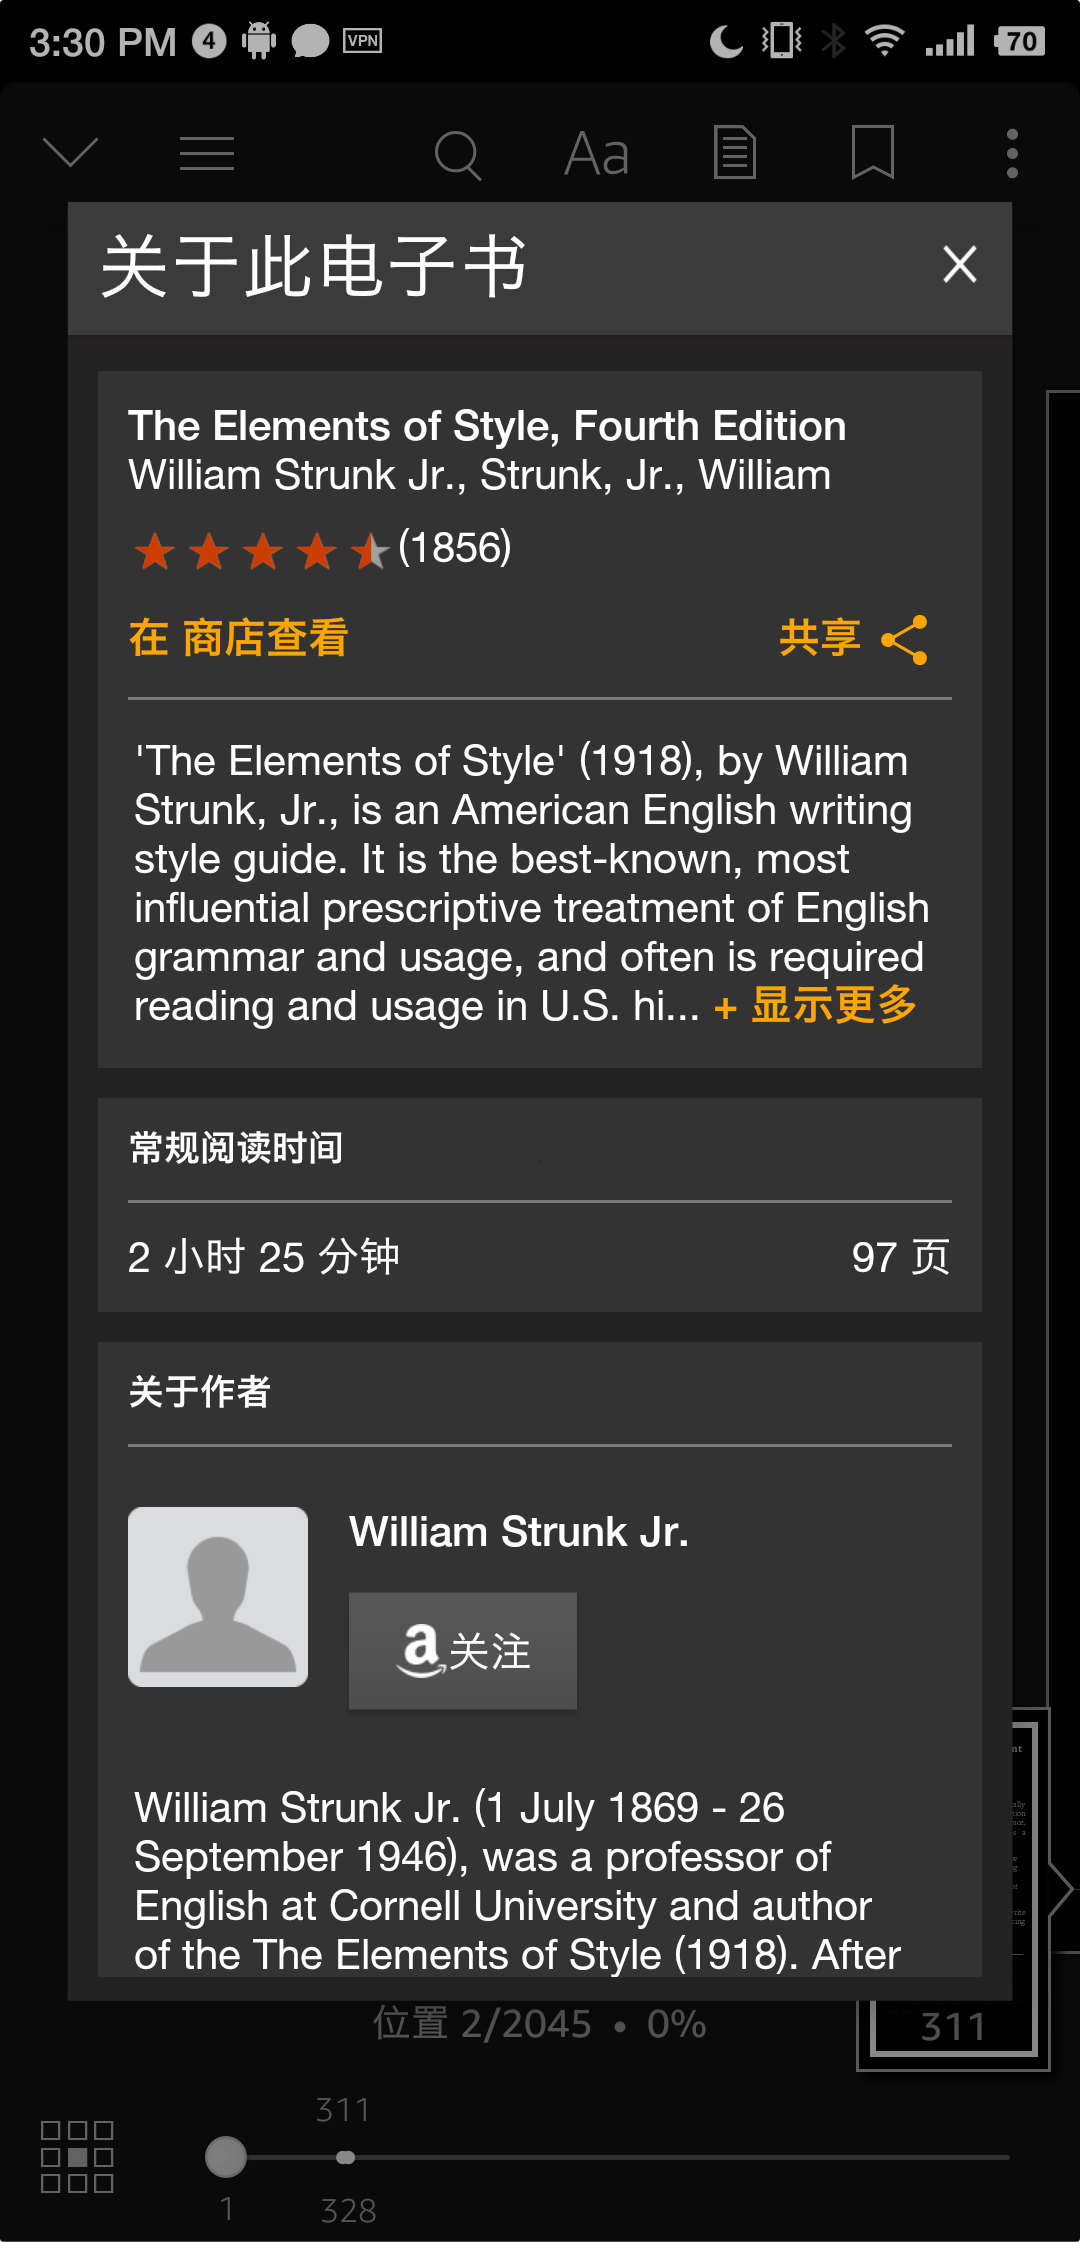 3:30 PM 4 VPN 70
Aa
关于此电子书
The Elements of Style, Fourth Edition
William Strunk Jr., Strunk, Jr., William
(1856)
在 商店查看 共享
'The Elements of Style' (1918), by William
Strunk, Jr., is an American English writing
style guide. It is the best-known, most
influential prescriptive treatment of English
grammar and usage, and often is required
reading and usage in U.S. hi... + 显示更多
常规阅读时间
2 小时 25 分钟 97 页
关于作者
William Strunk Jr.
a 关注
William Strunk Jr. (1 July 1869 - 26
September 1946), was a professor of
English at Cornell University and author
of the The Elements of Style (1918). After
位置 2/2045 • 0%
311
311
1
328